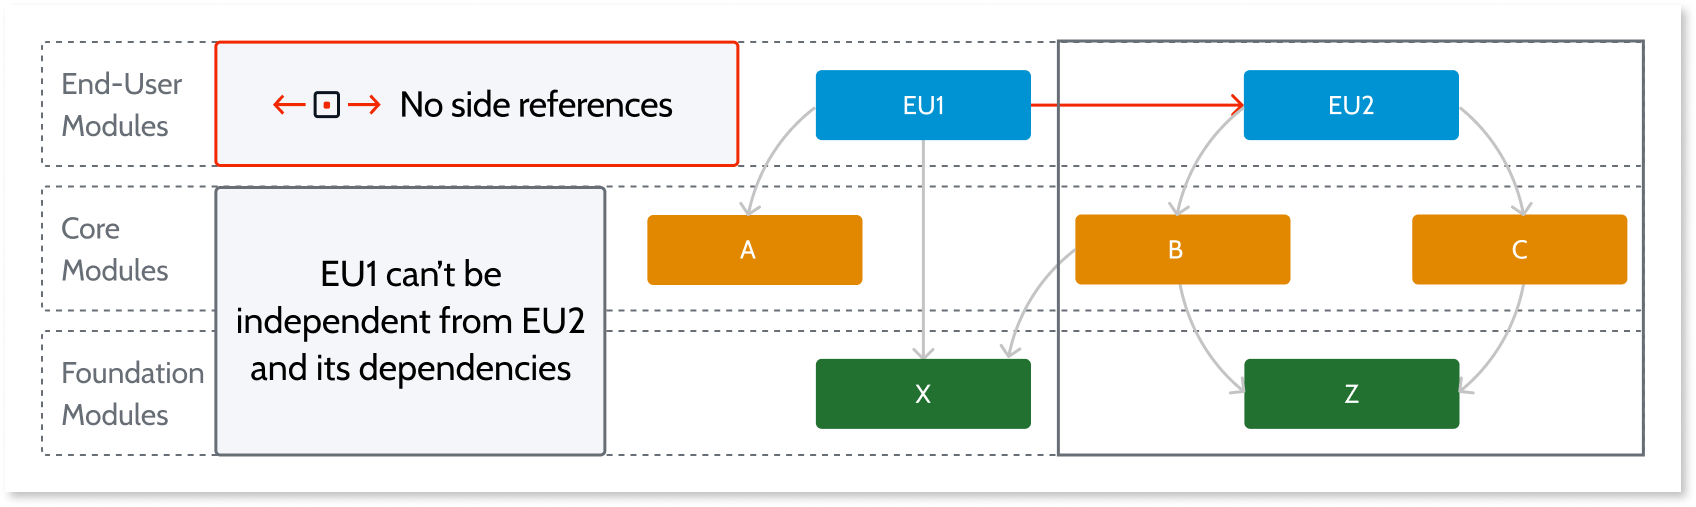 End-User
Modules
No side references
EU1
EU2
Core
Modules
A
B
C
EU1 can’t be
independent from EU2
and its dependencies
Foundation
Modules
X
Z